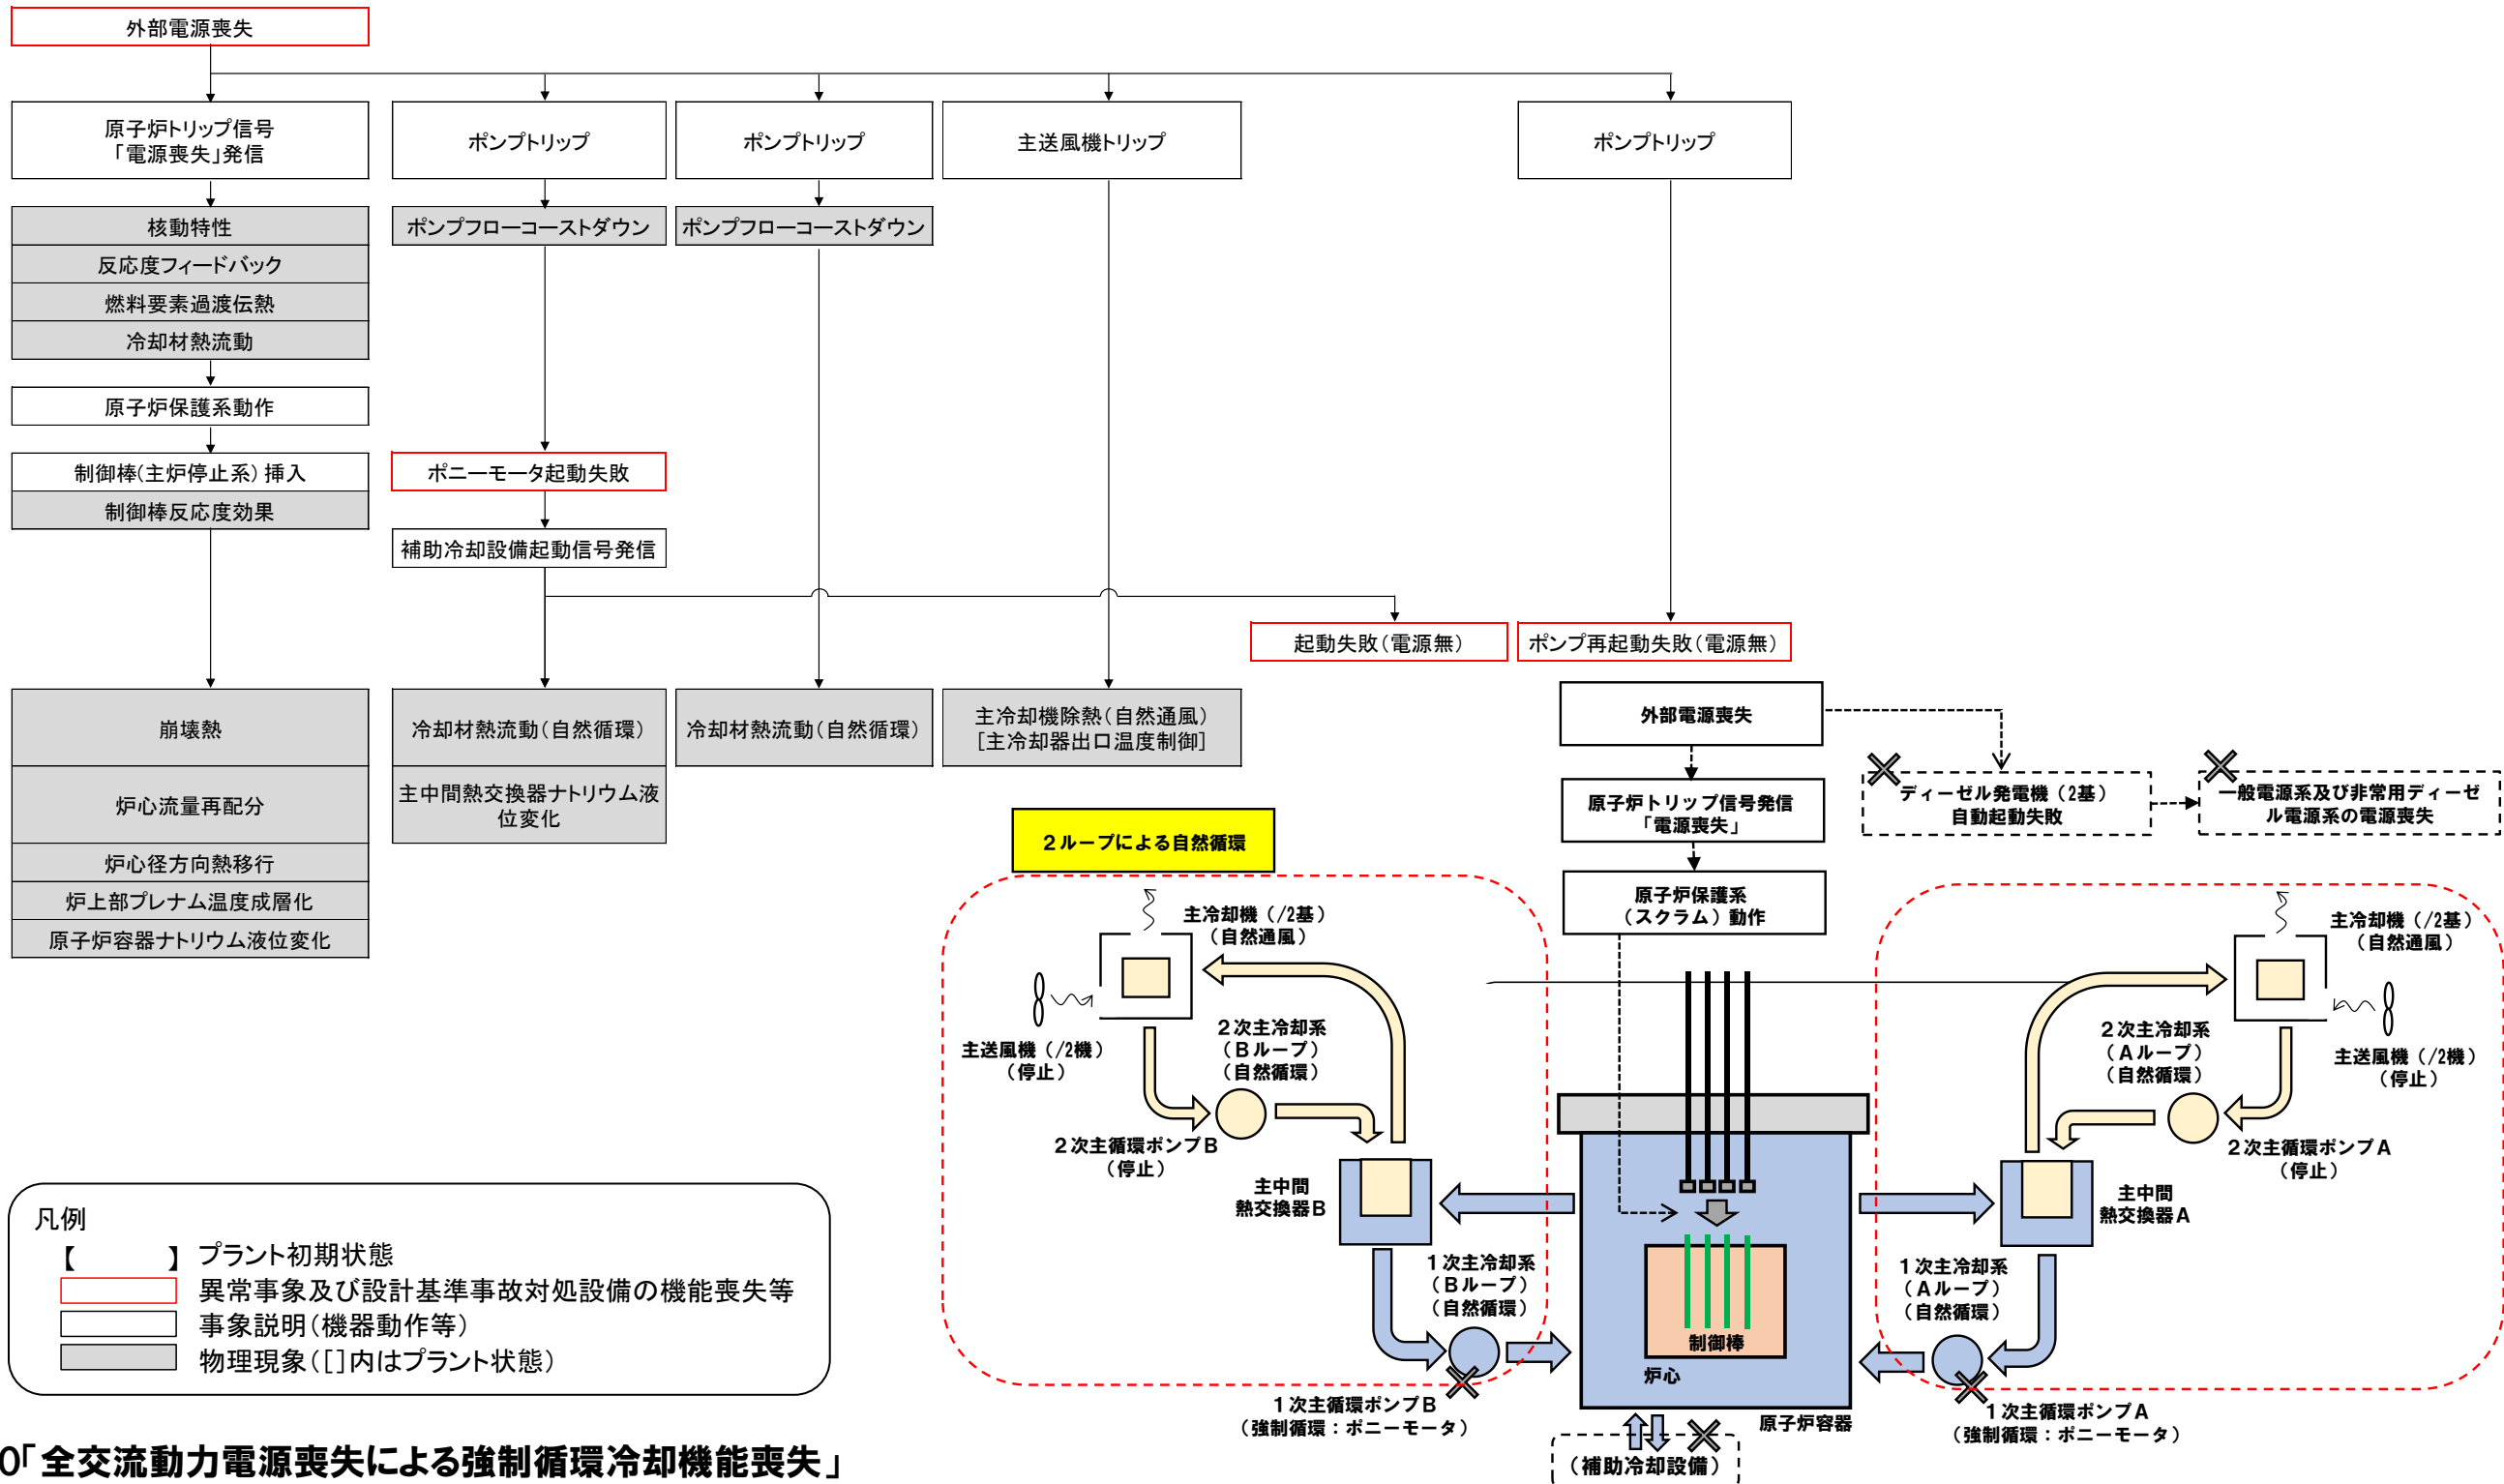 外部電源喪失
原子炉トリップ信号
「電源喪失」発信
ポンプトリップ
ポンプトリップ
主送風機トリップ
ポンプトリップ
核動特性
ポンプフローコーストダウン
ポンプフローコーストダウン
反応度フィードバック
燃料要素過渡伝熱
冷却材熱流動
原子炉保護系動作
制御棒(主炉停止系)挿入
ポニーモータ起動失敗
制御棒反応度効果
補助冷却設備起動信号発信
起動失敗(電源無)
ポンプ再起動失敗(電源無)
崩壊熱
冷却材熱流動(自然循環)
冷却材熱流動(自然循環)
主冷却機除熱(自然通風)
[主冷却器出口温度制御]
炉心流量再配分
主中間熱交換器ナトリウム液
位変化
炉心径方向熱移行
炉上部プレナム温度成層化
原子炉容器ナトリウム液位変化
外部電源喪失
原子炉トリップ信号発信
「電源喪失」
ディーゼル発電機(2基)
自動起動失敗
一般電源系及び非常用ディーゼ
ル電源系の電源喪失
原子炉保護系
(スクラム)動作
2ループによる自然循環
主冷却機(/2基)
(自然通風)
主送風機(/2機)
(停止)
2次主冷却系
(Bループ)
(自然循環)
2次主循環ポンプB
(停止)
主中間
熱交換器B
1次主冷却系
(Bループ)
(自然循環)
1次主循環ポンプB
(強制循環:ポニーモータ)
制御棒
炉心
原子炉容器
(補助冷却設備)
主冷却機(/2基)
(自然通風)
2次主冷却系
(Aループ)
(自然循環)
主送風機(/2機)
(停止)
2次主循環ポンプA
(停止)
主中間
熱交換器A
1次主冷却系
(Aループ)
(自然循環)
1次主循環ポンプA
(強制循環:ポニーモータ)
凡例
【 】 プラント初期状態
異常事象及び設計基準事故対処設備の機能喪失等
事象説明(機器動作等)
物理現象([]内はプラント状態)
「全交流動力電源喪失による強制循環冷却機能喪失」